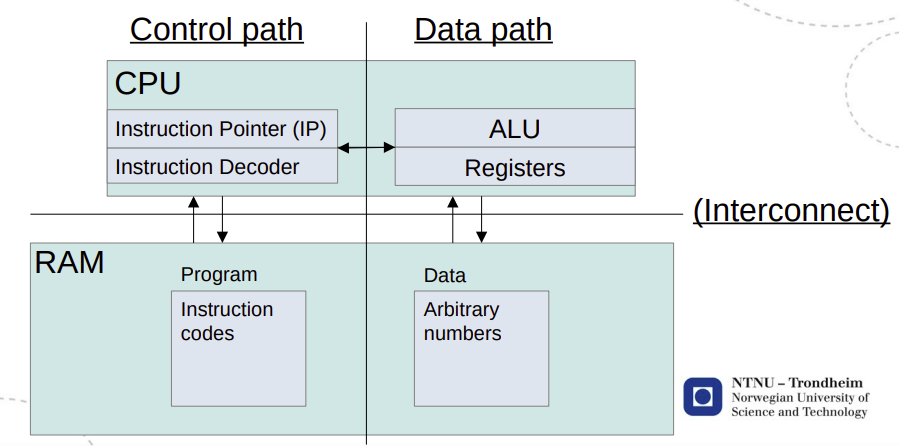 Control path
Data path
CPU
Instruction Pointer (IP)
Instruction Decoder
ALU
Registers
(Interconnect)
RAM
Program
Instruction
codes
Data
Arbitrary
numbers
NTNU – Trondheim
Norwegian University of
Science and Technology